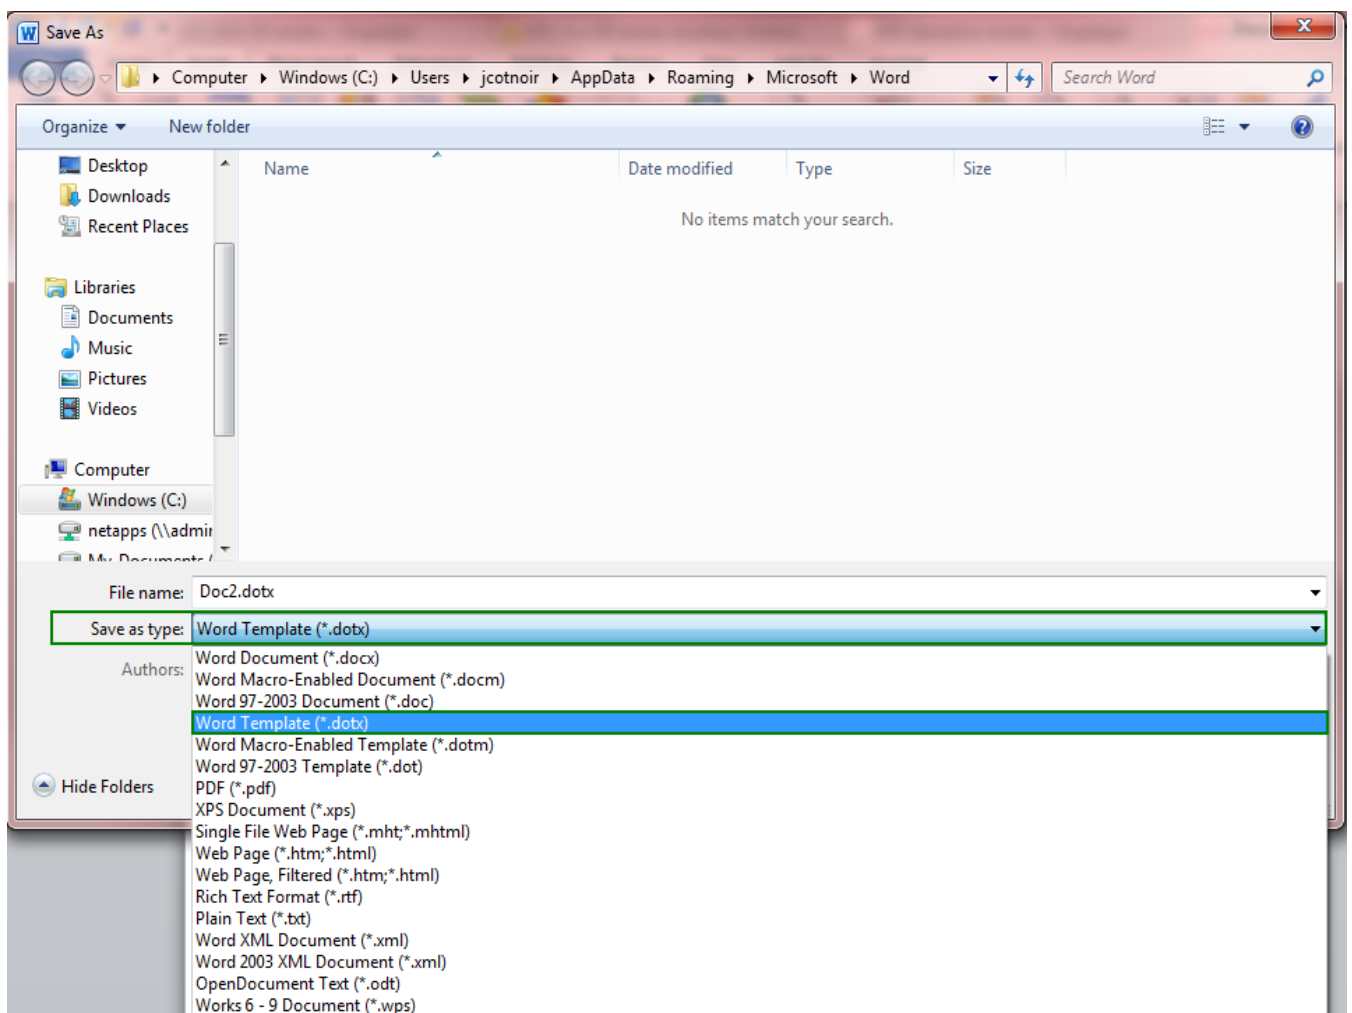 Save As
Computer Windows (C:) Users jcotnoir AppData Roaming Microsoft Word Search Word
Organize New folder
Desktop
Downloads
Recent Places
Libraries
Documents
Music
Pictures
Videos
Computer
Windows (C:)
netapps (\\admin
My Documents (
Name Date modified Type Size
No items match your search.
File name: Doc2.dotx
Save as type: Word Template (*.dotx)
Authors:
Word Document (*.docx)
Word Macro-Enabled Document (*.docm)
Word 97-2003 Document (*.doc)
Word Template (*.dotx)
Word Macro-Enabled Template (*.dotm)
Word 97-2003 Template (*.dot)
PDF (*.pdf)
XPS Document (*.xps)
Single File Web Page (*.mht;*.mhtml)
Web Page (*.htm;*.html)
Web Page, Filtered (*.htm;*.html)
Rich Text Format (*.rtf)
Plain Text (*.txt)
Word XML Document (*.xml)
Word 2003 XML Document (*.xml)
OpenDocument Text (*.odt)
Works 6 - 9 Document (*.wps)
Hide Folders